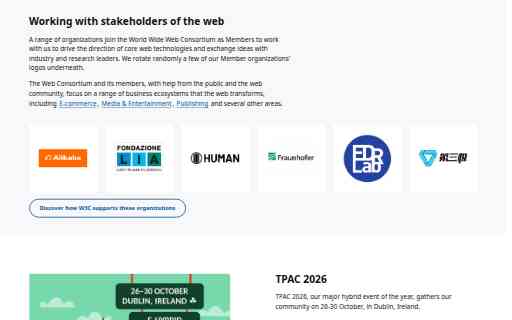 Working with stakeholders of the web
A range of organizations join the World Wide Web Consortium as Members to work
with us to drive the direction of core web technologies and exchange ideas with
industry and research leaders. We rotate randomly a few of our Member organizations'
logos underneath.
The Web Consortium and its members, with help from the public and the web
community, focus on a range of business ecosystems that the web transforms,
including E-commerce, Media & Entertainment, Publishing and several other areas.
Alibaba
FONDAZIONE
LIA
HUMAN
Fraunhofer
EDR
Lab
Discover how W3C supports these organizations
26–30 OCTOBER
DUBLIN, IRELAND
TPAC 2026
TPAC 2026, our major hybrid event of the year, gathers our
community on 26-30 October, in Dublin, Ireland.